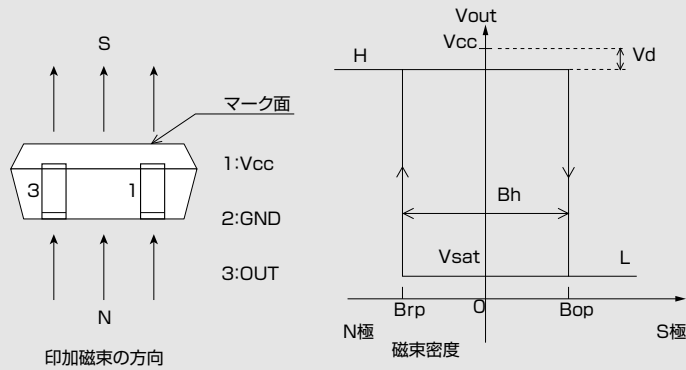 S
マーク面
3
1
1:Vcc
2:GND
3:OUT
N
印加磁束の方向
Vout
Vcc
Vd
H
Bh
Vsat
L
Brp
0
Bop
N極
S極
磁束密度